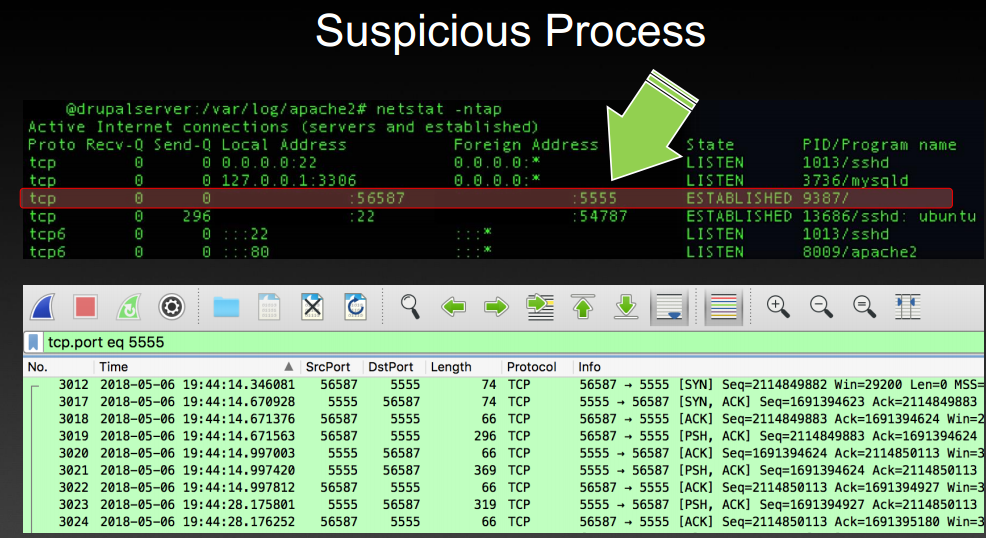 Suspicious Process
@drupalserver:/var/log/apache2# netstat -ntap
Active Internet connections (servers and established)
Proto Recv-Q Send-Q Local Address Foreign Address State PID/Program name
tcp 0 0 0.0.0.0:22 0.0.0.0:* LISTEN 1013/sshd
tcp 0 0 127.0.0.1:3306 0.0.0.0:* LISTEN 3736/mysqld
tcp 0 0 :56587 :5555 ESTABLISHED 9387/
tcp 0 296 :22 :54787 ESTABLISHED 13686/sshd: ubuntu
tcp6 0 0 :::22 :::* LISTEN 1013/sshd
tcp6 0 0 :::80 :::* LISTEN 8009/apache2
tcp.port eq 5555
No. Time SrcPort DstPort Length Protocol Info
3012 2018-05-06 19:44:14.346081 56587 5555 74 TCP 56587 → 5555 [SYN] Seq=2114849882 Win=29200 Len=0 MSS=
3017 2018-05-06 19:44:14.670928 5555 56587 74 TCP 5555 → 56587 [SYN, ACK] Seq=1691394623 Ack=2114849883
3018 2018-05-06 19:44:14.671376 56587 5555 66 TCP 56587 → 5555 [ACK] Seq=2114849883 Ack=1691394624 Win=2
3019 2018-05-06 19:44:14.671563 56587 5555 296 TCP 56587 → 5555 [PSH, ACK] Seq=2114849883 Ack=1691394624
3020 2018-05-06 19:44:14.997003 5555 56587 66 TCP 5555 → 56587 [ACK] Seq=1691394624 Ack=2114850113 Win=3
3021 2018-05-06 19:44:14.997420 5555 56587 369 TCP 5555 → 56587 [PSH, ACK] Seq=1691394624 Ack=2114850113
3022 2018-05-06 19:44:14.997812 56587 5555 66 TCP 56587 → 5555 [ACK] Seq=2114850113 Ack=1691394927 Win=3
3023 2018-05-06 19:44:28.175801 5555 56587 319 TCP 5555 → 56587 [PSH, ACK] Seq=1691394927 Ack=2114850113
3024 2018-05-06 19:44:28.176252 56587 5555 66 TCP 56587 → 5555 [ACK] Seq=2114850113 Ack=1691395180 Win=3